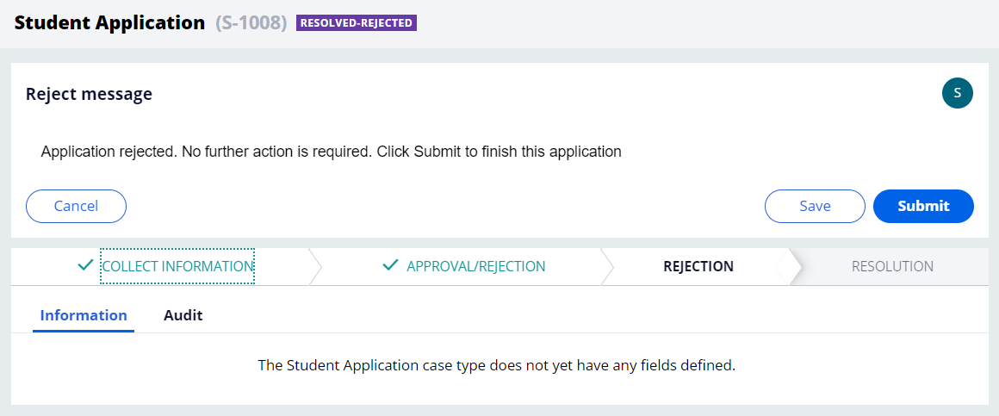 Student Application (S-1008) RESOLVED-REJECTED
Reject message
S
Application rejected. No further action is required. Click Submit to finish this application
Cancel Save Submit
COLLECT INFORMATION APPROVAL/REJECTION REJECTION RESOLUTION
Information Audit
The Student Application case type does not yet have any fields defined.